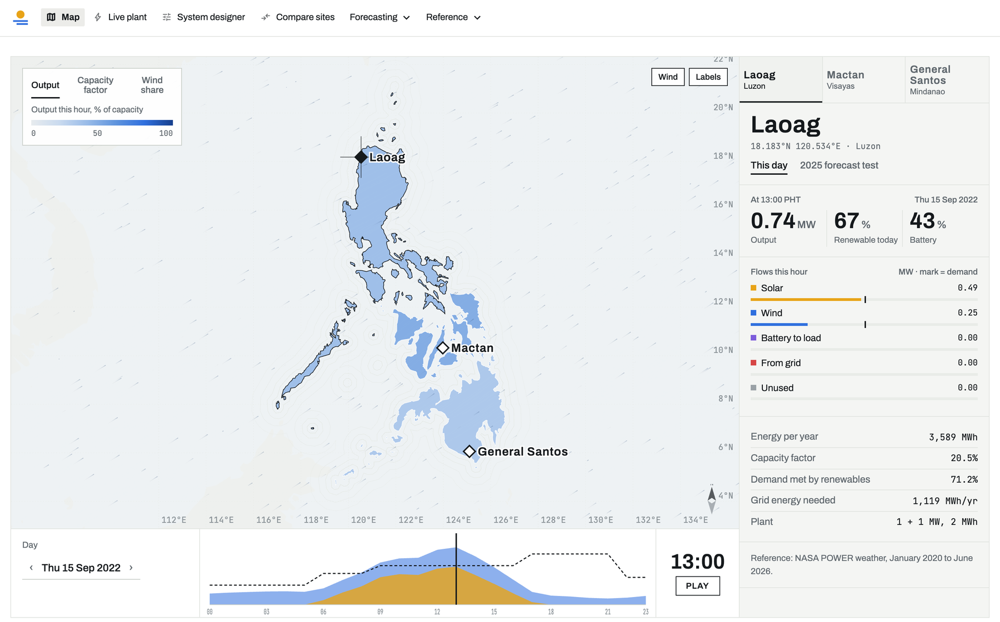 Map
Live plant
System designer
Compare sites
Forecasting
Reference
Output
Capacity
factor
Wind
share
Output this hour, % of capacity
0
50
100
Wind
Labels
22°N
20°N
18°N
16°N
14°N
12°N
10°N
8°N
6°N
4°N
Laoag
Mactan
General Santos
112°E
114°E
116°E
118°E
120°E
122°E
124°E
126°E
128°E
130°E
132°E
134°E
Day
‹ Thu 15 Sep 2022 ›
00
03
06
09
12
15
18
21
23
13:00
PLAY
Laoag
Luzon
Mactan
Visayas
General
Santos
Mindanao
Laoag
18.183°N 120.534°E · Luzon
This day
2025 forecast test
At 13:00 PHT
Thu 15 Sep 2022
0.74 MW
Output
67 %
Renewable today
43 %
Battery
Flows this hour
MW · mark = demand
Solar 0.49
Wind 0.25
Battery to load 0.00
From grid 0.00
Unused 0.00
Energy per year 3,589 MWh
Capacity factor 20.5%
Demand met by renewables 71.2%
Grid energy needed 1,119 MWh/yr
Plant 1 + 1 MW, 2 MWh
Reference: NASA POWER weather, January 2020 to June
2026.